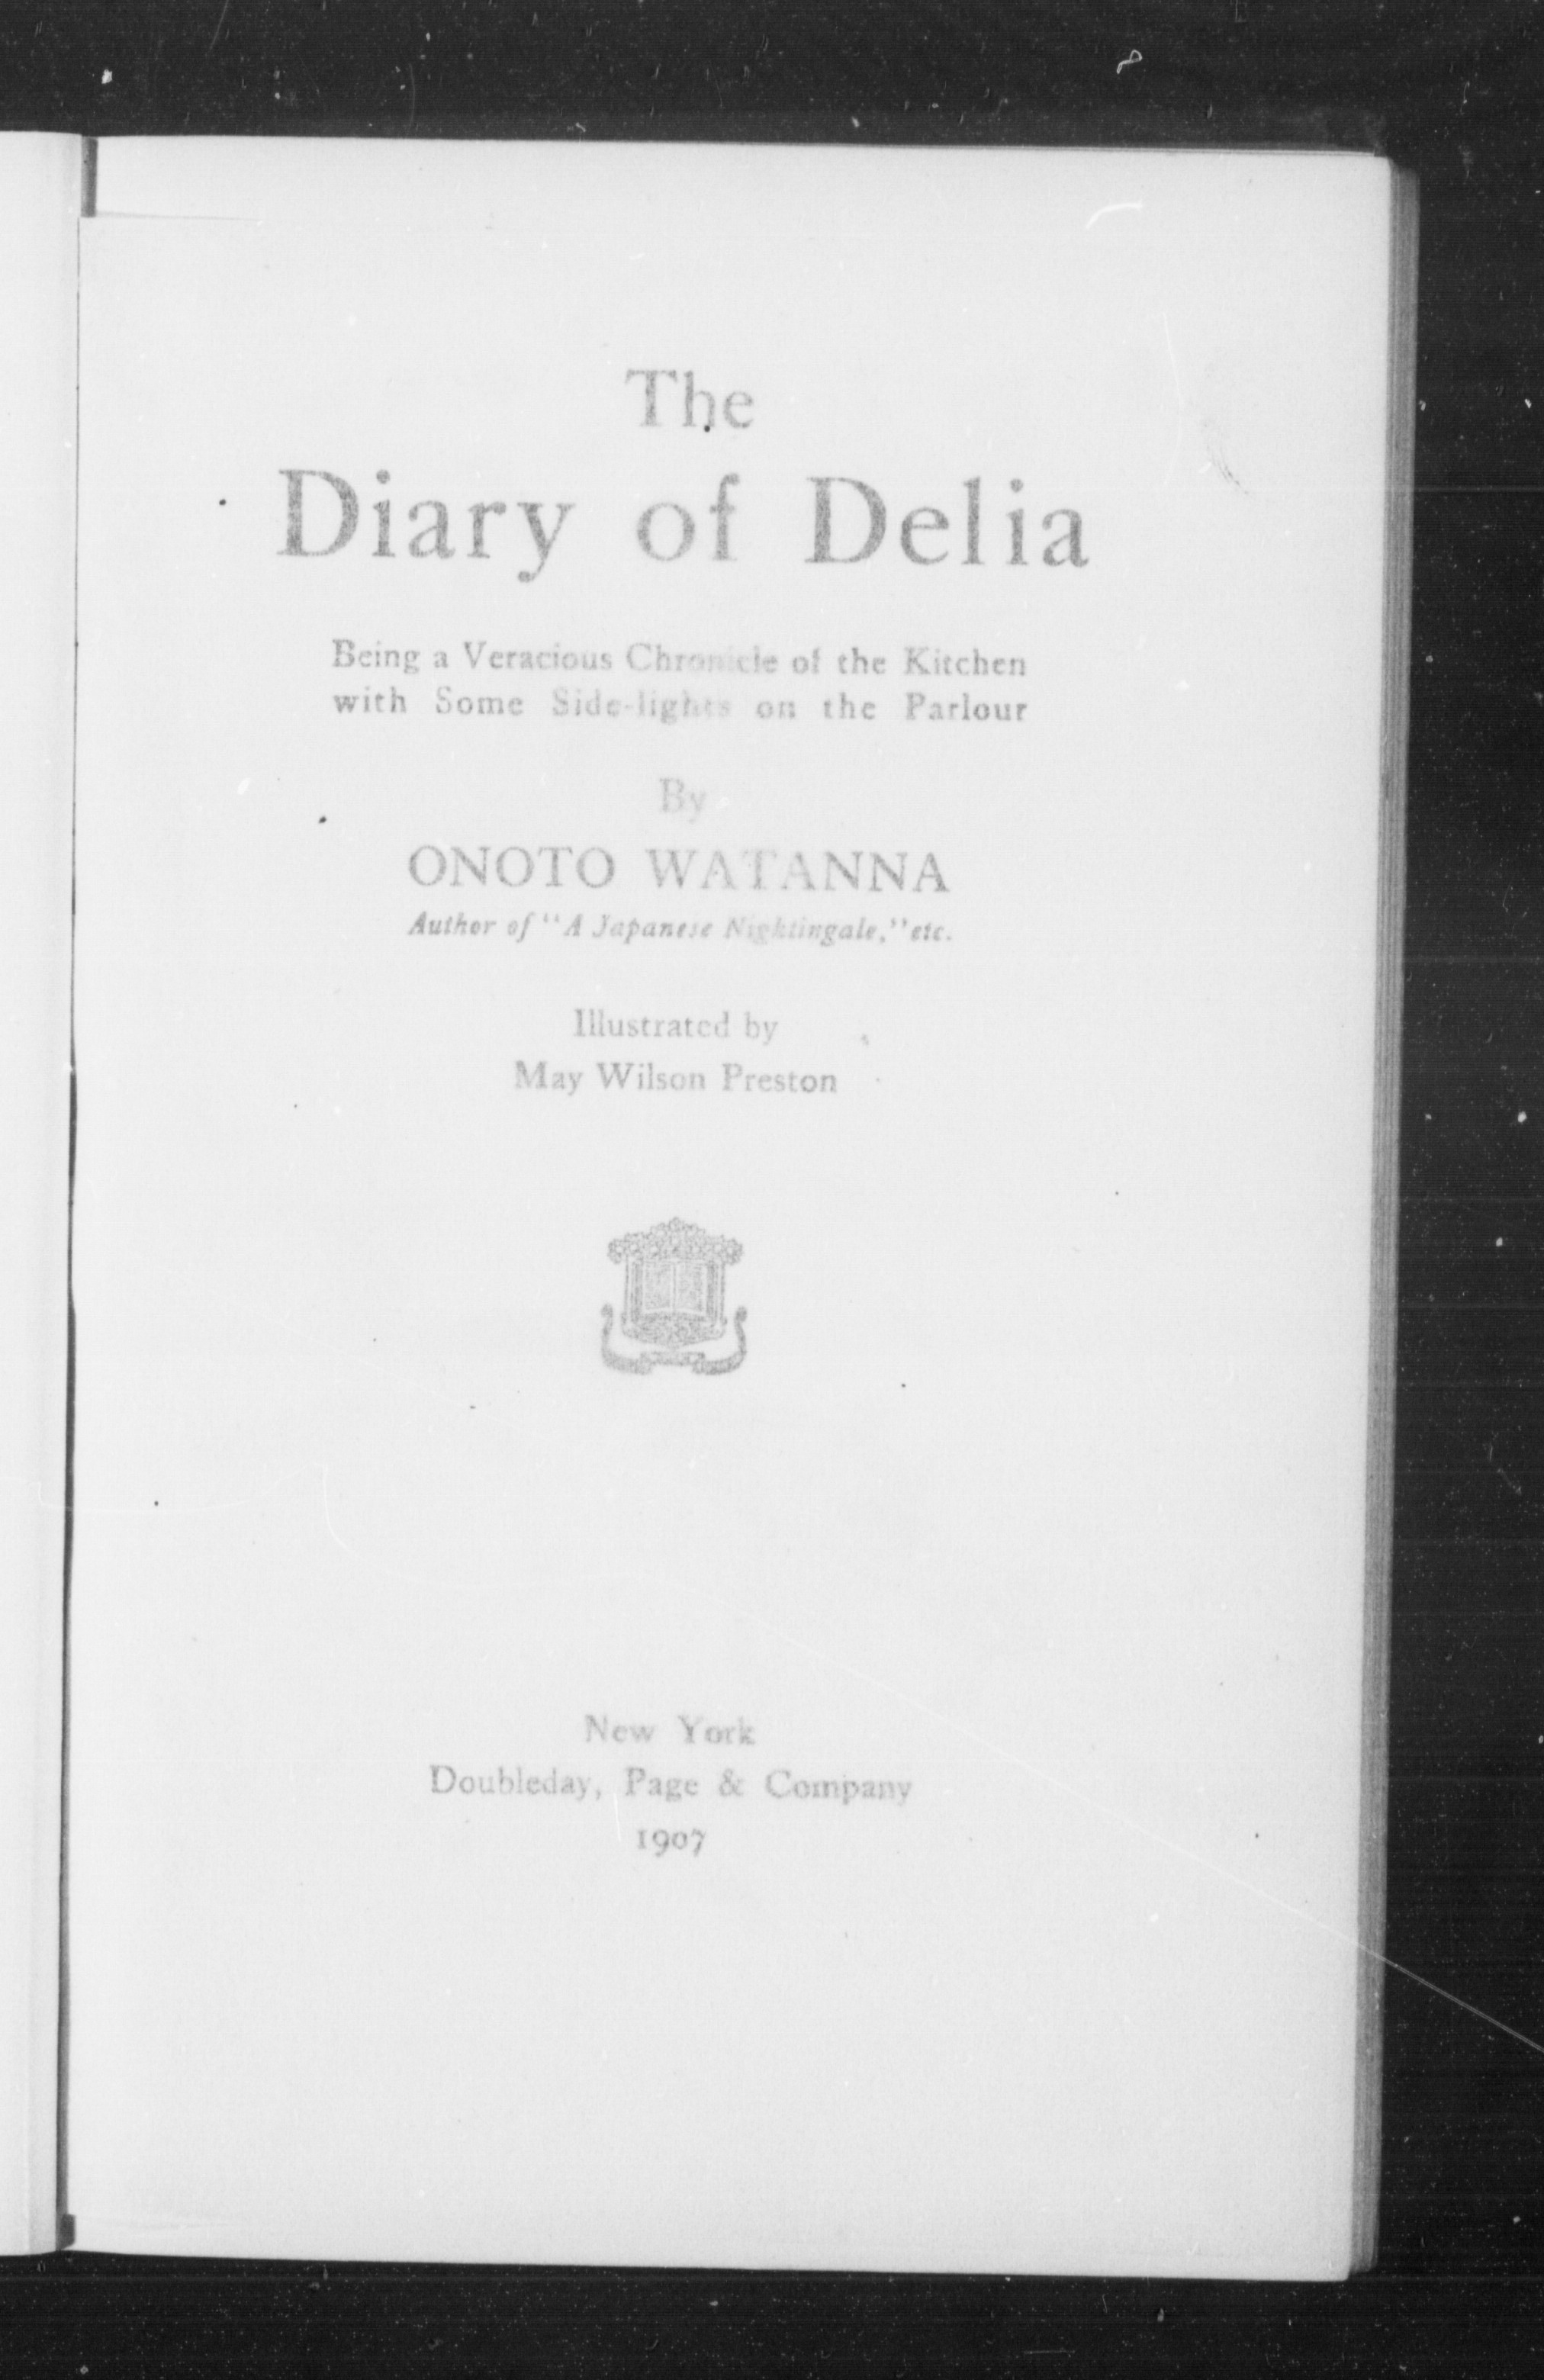 The
Diary of Delia
Being a Veracious Chronicle of the Kitchen
with Some Side-lights on the Parlour
By
ONOTO WATANNA
Author of "A Japanese Nightingale," etc.
Illustrated by
May Wilson Preston
New York
Doubleday, Page & Company
1907